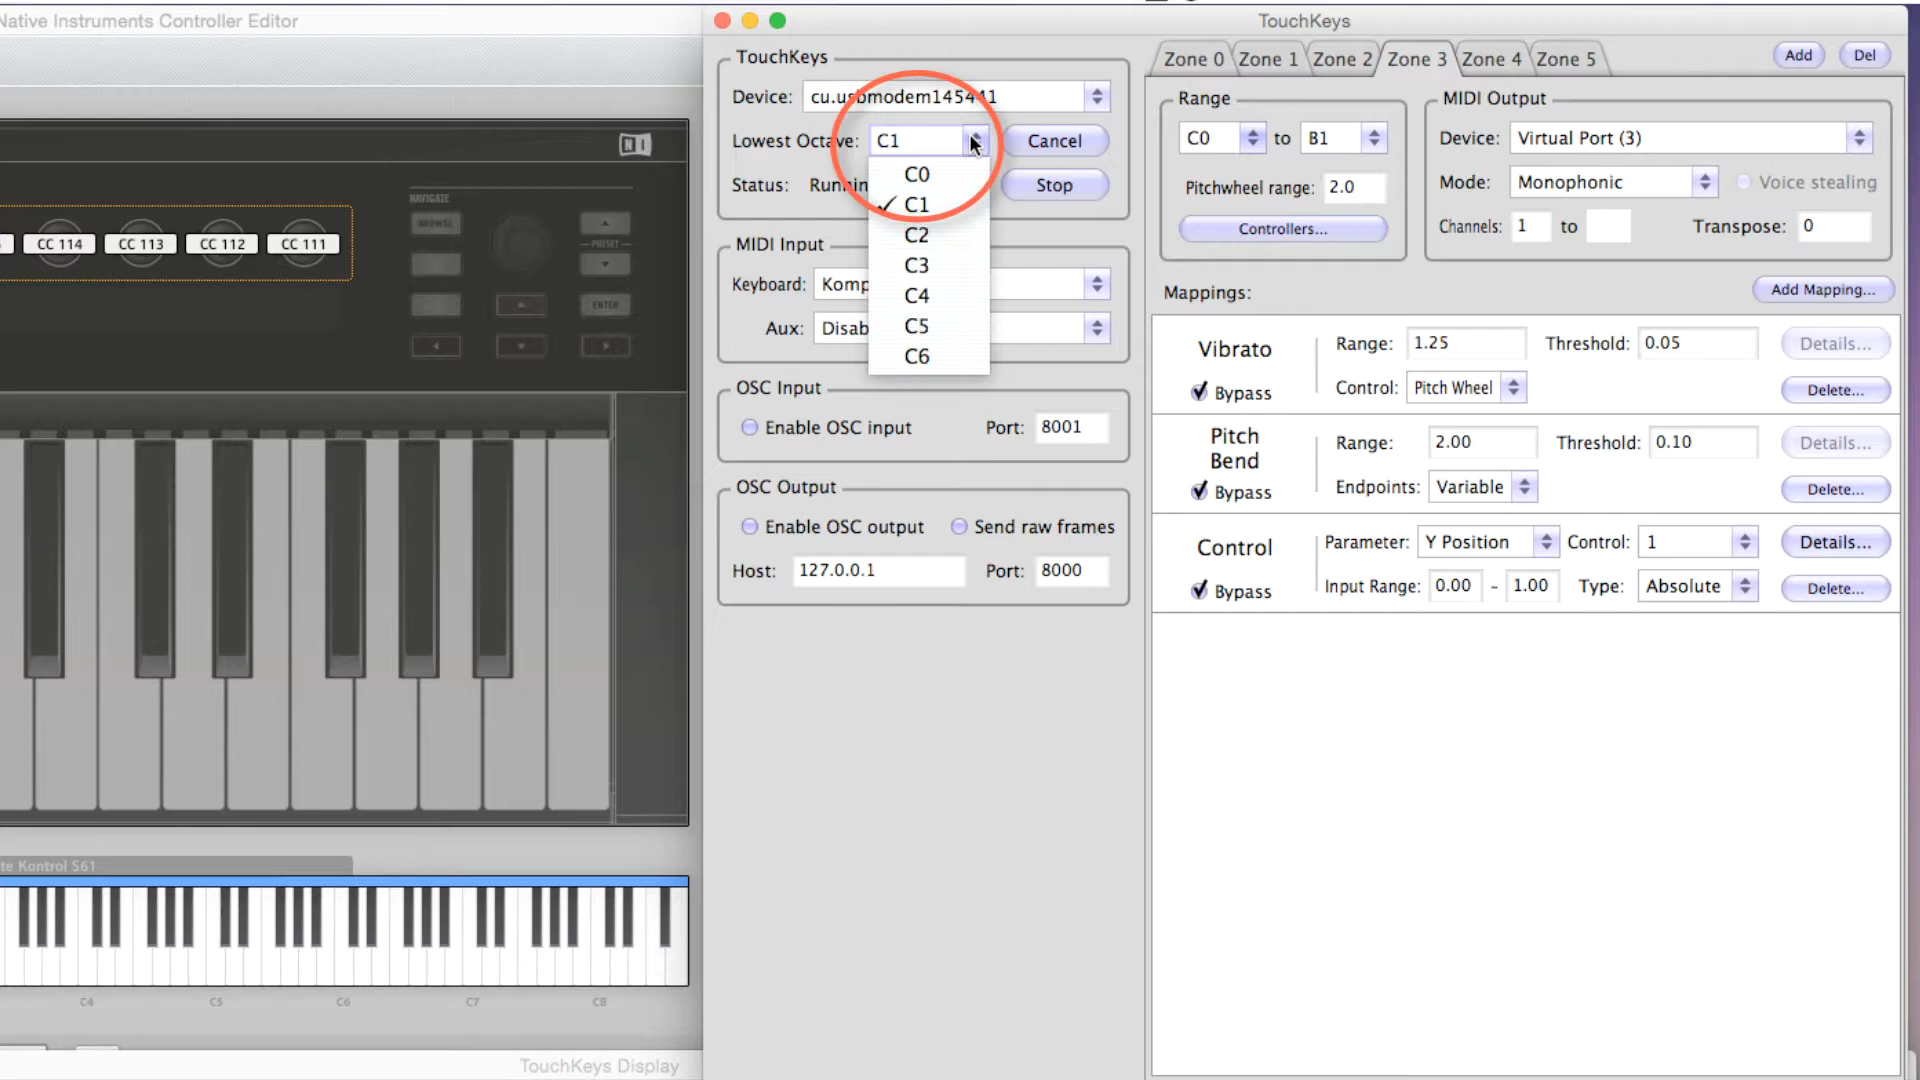 Native Instruments Controller Editor
NAVIGATE
BROWSE
PRESET
ENTER
CC 114
CC 113
CC 112
CC 111
te Kontrol S61
C4
C5
C6
C7
C8
TouchKeys Display
TouchKeys
TouchKeys
Device: cu.usbmodem145441
Lowest Octave: C1
Cancel
Status: Runnin
Stop
C0
C1
C2
C3
C4
C5
C6
MIDI Input
Keyboard: Komp
Aux: Disab
OSC Input
Enable OSC input Port: 8001
OSC Output
Enable OSC output Send raw frames
Host: 127.0.0.1 Port: 8000
Zone 0 Zone 1 Zone 2 Zone 3 Zone 4 Zone 5
Add Del
Range
C0 to B1
Pitchwheel range: 2.0
Controllers...
MIDI Output
Device: Virtual Port (3)
Mode: Monophonic Voice stealing
Channels: 1 to Transpose: 0
Mappings: Add Mapping...
Vibrato
Bypass
Range: 1.25 Threshold: 0.05 Details...
Control: Pitch Wheel Delete...
Pitch
Bend
Bypass
Range: 2.00 Threshold: 0.10 Details...
Endpoints: Variable Delete...
Control
Bypass
Parameter: Y Position Control: 1 Details...
Input Range: 0.00 - 1.00 Type: Absolute Delete...